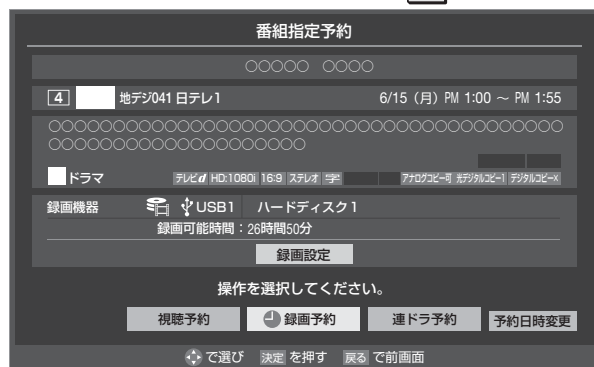 番組指定予約
○○○○○ ○○○○
4 地デジ041 日テレ1 6/15 (月) PM 1:00 ~ PM 1:55
○○○○○○○○○○○○○○○○○○○○○○○○○○○○○○○○○○○○
○○○○○○○○○○○○○○○○○○
ドラマ テレビd HD:1080i 16:9 ステレオ 字 アナログコピー可 光デジタルコピー1 デジタルコピー×
録画機器 USB1 ハードディスク1
録画可能時間:26時間50分
録画設定
操作を選択してください。
視聴予約 録画予約 連ドラ予約 予約日時変更
で選び 決定 を押す 戻る で前画面